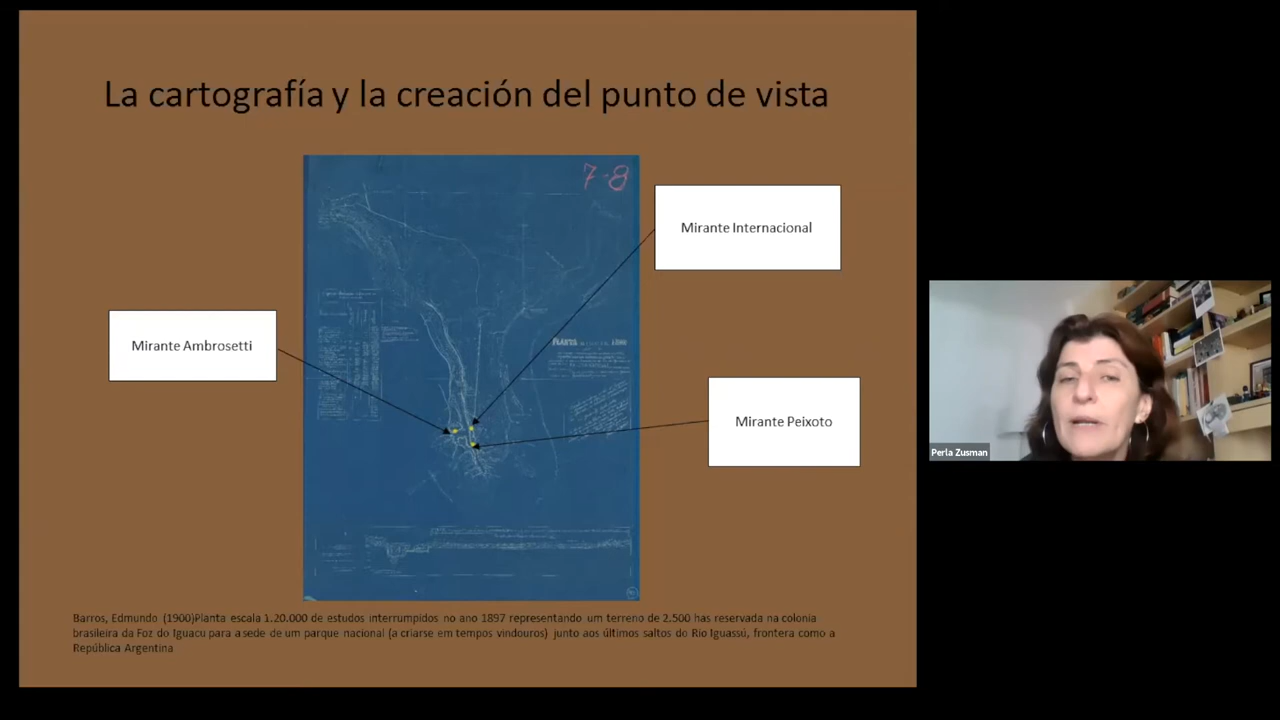 La cartografía y la creación del punto de vista
7-8
Mirante Internacional
Mirante Ambrosetti
Mirante Peixoto
Barros, Edmundo (1900)Planta escala 1.20.000 de estudos interrumpidos no ano 1897 representando um terreno de 2.500 has reservada na colonia
brasileira da Foz do Iguacu para a sede de um parque nacional (a criarse em tempos vindouros) junto aos últimos saltos do Rio Iguassú, frontera como a
República Argentina
Perla Zusman